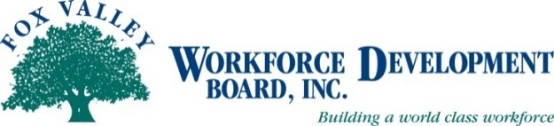 FOX VALLEY
WORKFORCE DEVELOPMENT
BOARD, INC.
Building a world class workforce